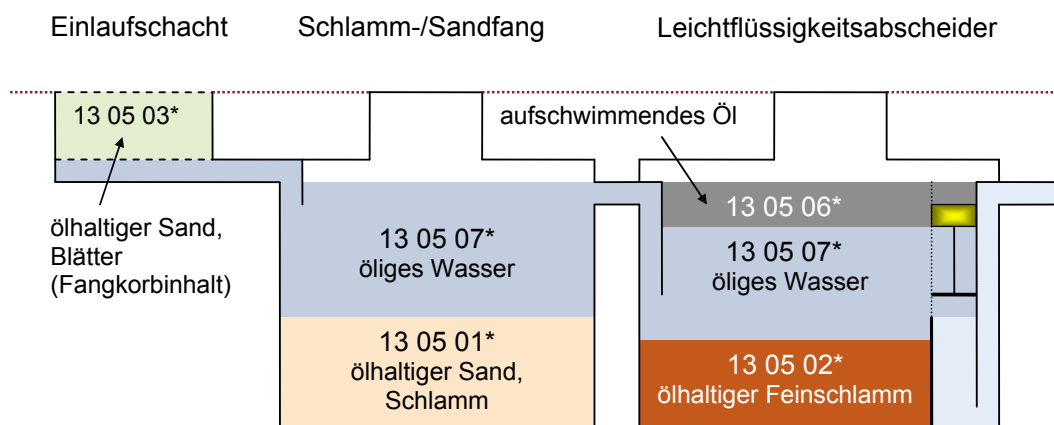 Einlaufschacht
Schlamm-/Sandfang
Leichtflüssigkeitsabscheider
13 05 03*
ölhaltiger Sand,
Blätter
(Fangkorbinhalt)
13 05 07*
öliges Wasser
13 05 01*
ölhaltiger Sand,
Schlamm
aufschwimmendes Öl
13 05 06*
13 05 07*
öliges Wasser
13 05 02*
ölhaltiger Feinschlamm